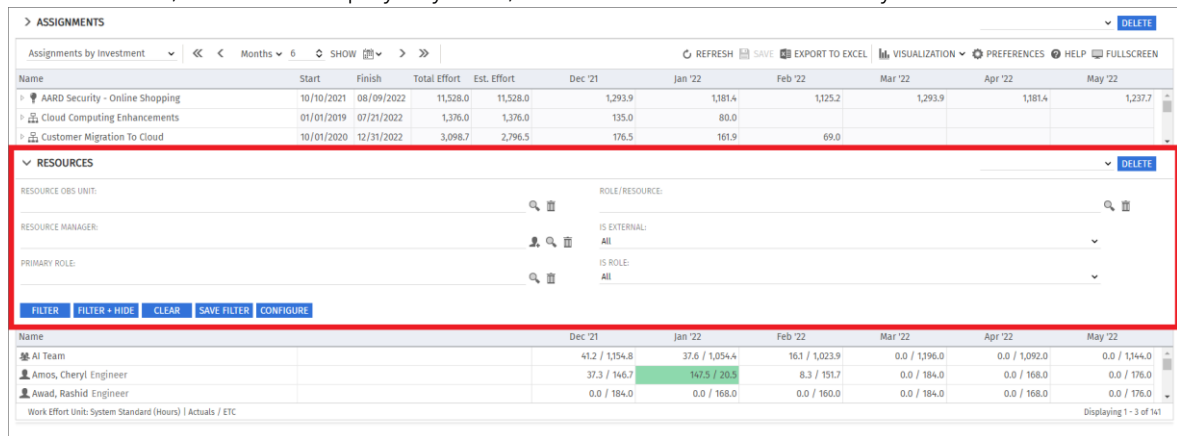 ASSIGNMENTS DELETE
Assignments by Investment Months 6 SHOW REFRESH SAVE EXPORT TO EXCEL VISUALIZATION PREFERENCES HELP FULLSCREEN
Name Start Finish Total Effort Est. Effort Dec '21 Jan '22 Feb '22 Mar '22 Apr '22 May '22
AARD Security - Online Shopping 10/10/2021 08/09/2022 11,528.0 11,528.0 1,293.9 1,181.4 1,125.2 1,293.9 1,181.4 1,237.7
Cloud Computing Enhancements 01/01/2019 07/21/2022 1,376.0 1,376.0 135.0 80.0
Customer Migration To Cloud 10/01/2020 12/31/2022 3,098.7 2,796.5 176.5 161.9 69.0
RESOURCES DELETE
RESOURCE OBS UNIT: ROLE/RESOURCE:
RESOURCE MANAGER: IS EXTERNAL:
All
PRIMARY ROLE: IS ROLE:
All
FILTER FILTER + HIDE CLEAR SAVE FILTER CONFIGURE
Name Dec '21 Jan '22 Feb '22 Mar '22 Apr '22 May '22
AI Team 41.2 / 1,154.8 37.6 / 1,054.4 16.1 / 1,023.9 0.0 / 1,196.0 0.0 / 1,092.0 0.0 / 1,144.0
Amos, Cheryl Engineer 37.3 / 146.7 147.5 / 20.5 8.3 / 151.7 0.0 / 184.0 0.0 / 168.0 0.0 / 176.0
Awad, Rashid Engineer 0.0 / 184.0 0.0 / 168.0 0.0 / 160.0 0.0 / 184.0 0.0 / 168.0 0.0 / 176.0
Work Effort Unit: System Standard (Hours) | Actuals / ETC Displaying 1 - 3 of 141